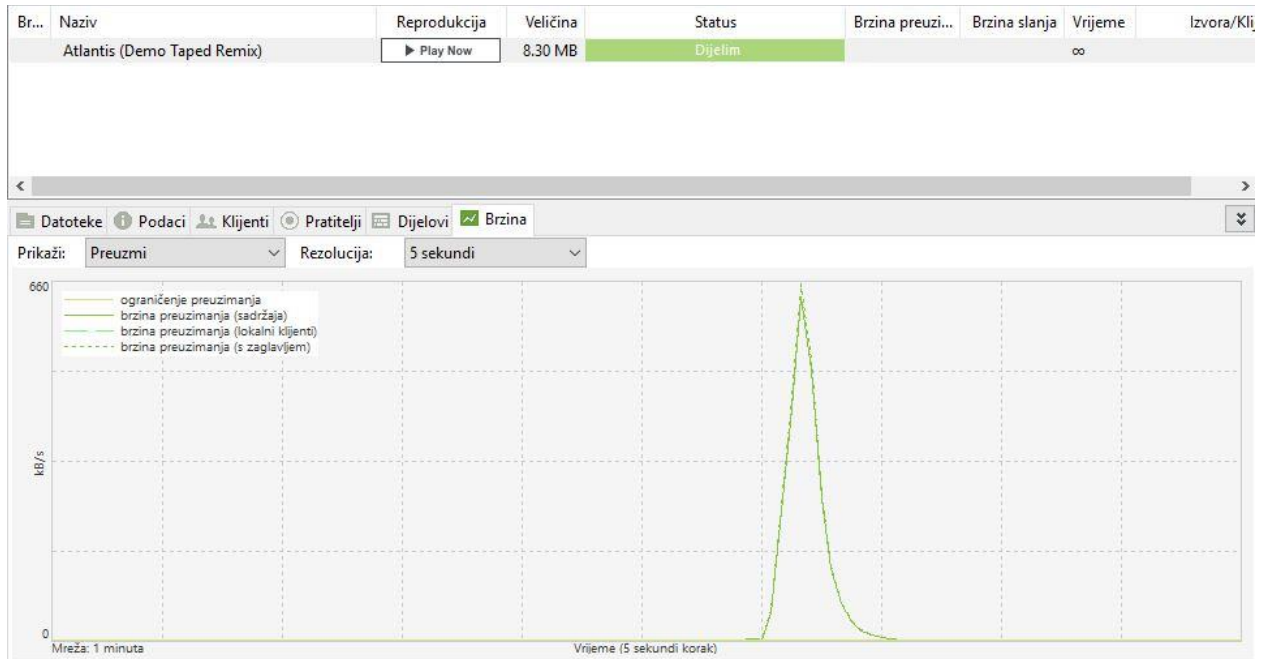 Br... Naziv Reprodukcija Veličina Status Brzina preuzi... Brzina slanja Vrijeme Izvora/Klij
Atlantis (Demo Taped Remix) Play Now 8.30 MB Dijelim ∞
Datoteke Podaci Klijenti Pratitelji Dijelovi Brzina
Prikaži: Preuzmi Rezolucija: 5 sekundi
660
ograničenje preuzimanja
brzina preuzimanja (sadržaja)
brzina preuzimanja (lokalni klijenti)
brzina preuzimanja (s zaglavljem)
kB/s
0
Mreža: 1 minuta Vrijeme (5 sekundi korak)